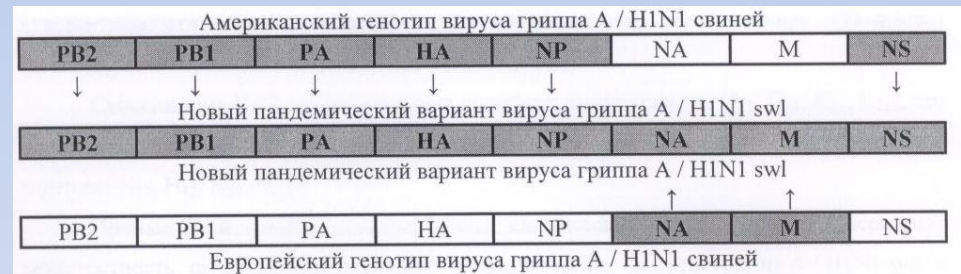 Американский генотип вируса гриппа А / H1N1 свиней
PB2 PB1 PA HA NP NA M NS
↓ ↓ ↓ ↓ ↓ ↓
Новый пандемический вариант вируса гриппа А / H1N1 swl
PB2 PB1 PA HA NP NA M NS
Новый пандемический вариант вируса гриппа А / H1N1 swl
↑ ↑
PB2 PB1 PA HA NP NA M NS
Европейский генотип вируса гриппа А / H1N1 свиней